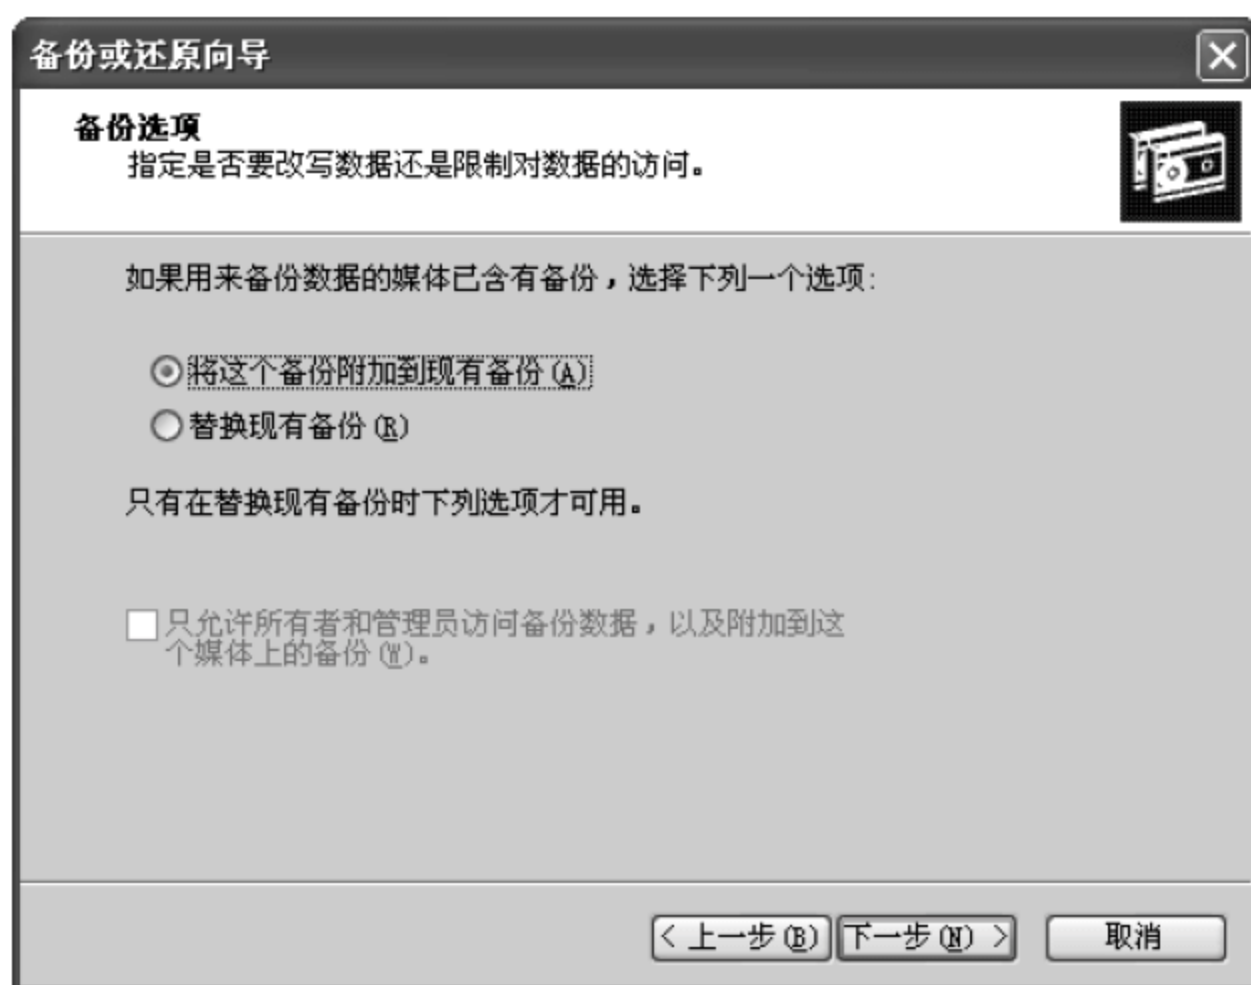 备份或还原向导
备份选项
指定是否要改写数据还是限制对数据的访问。
如果用来备份数据的媒体已含有备份，选择下列一个选项:
将这个备份附加到现有备份(A)
替换现有备份(R)
只有在替换现有备份时下列选项才可用。
只允许所有者和管理员访问备份数据，以及附加到这
个媒体上的备份(W)。
< 上一步(B) 下一步(N) > 取消